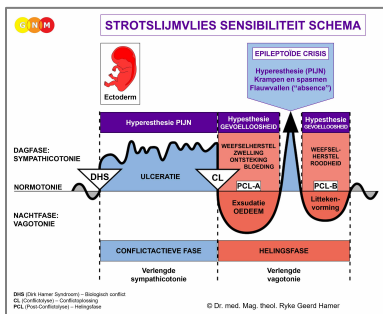 GNM
STROTSLIJMVLIES SENSIBILITEIT SCHEMA
EPILEPTOÏDE CRISIS
Hyperesthesie (PIJN)
Krampen en spasmen
Flauwvallen ("absence")
Ectoderm
Hyperesthesie PIJN
Hypesthesie
GEVOELLOOSHEID
Hypesthesie
GEVOELLOOSHEID
DAGFASE:
SYMPATHICOTONIE
WEEFSELHERSTEL
ZWELLING
ONTSTEKING
BLOEDING
WEEFSEL-
HERSTEL
ROODHEID
DHS
ULCERATIE
CL
PCL-A
PCL-B
NORMOTONIE
Exsudatie
OEDEEM
Litteken-
vorming
NACHTFASE:
VAGOTONIE
CONFLICTACTIEVE FASE
HELINGSFASE
Verlengde
sympathicotonie
Verlengde
vagotonie
DHS (Dirk Hamer Syndroom) – Biologisch conflict
CL (Conflictolyse) – Conflictoplossing
PCL (Post-Conflictolyse) – Helingsfase
© Dr. med. Mag. theol. Ryke Geerd Hamer